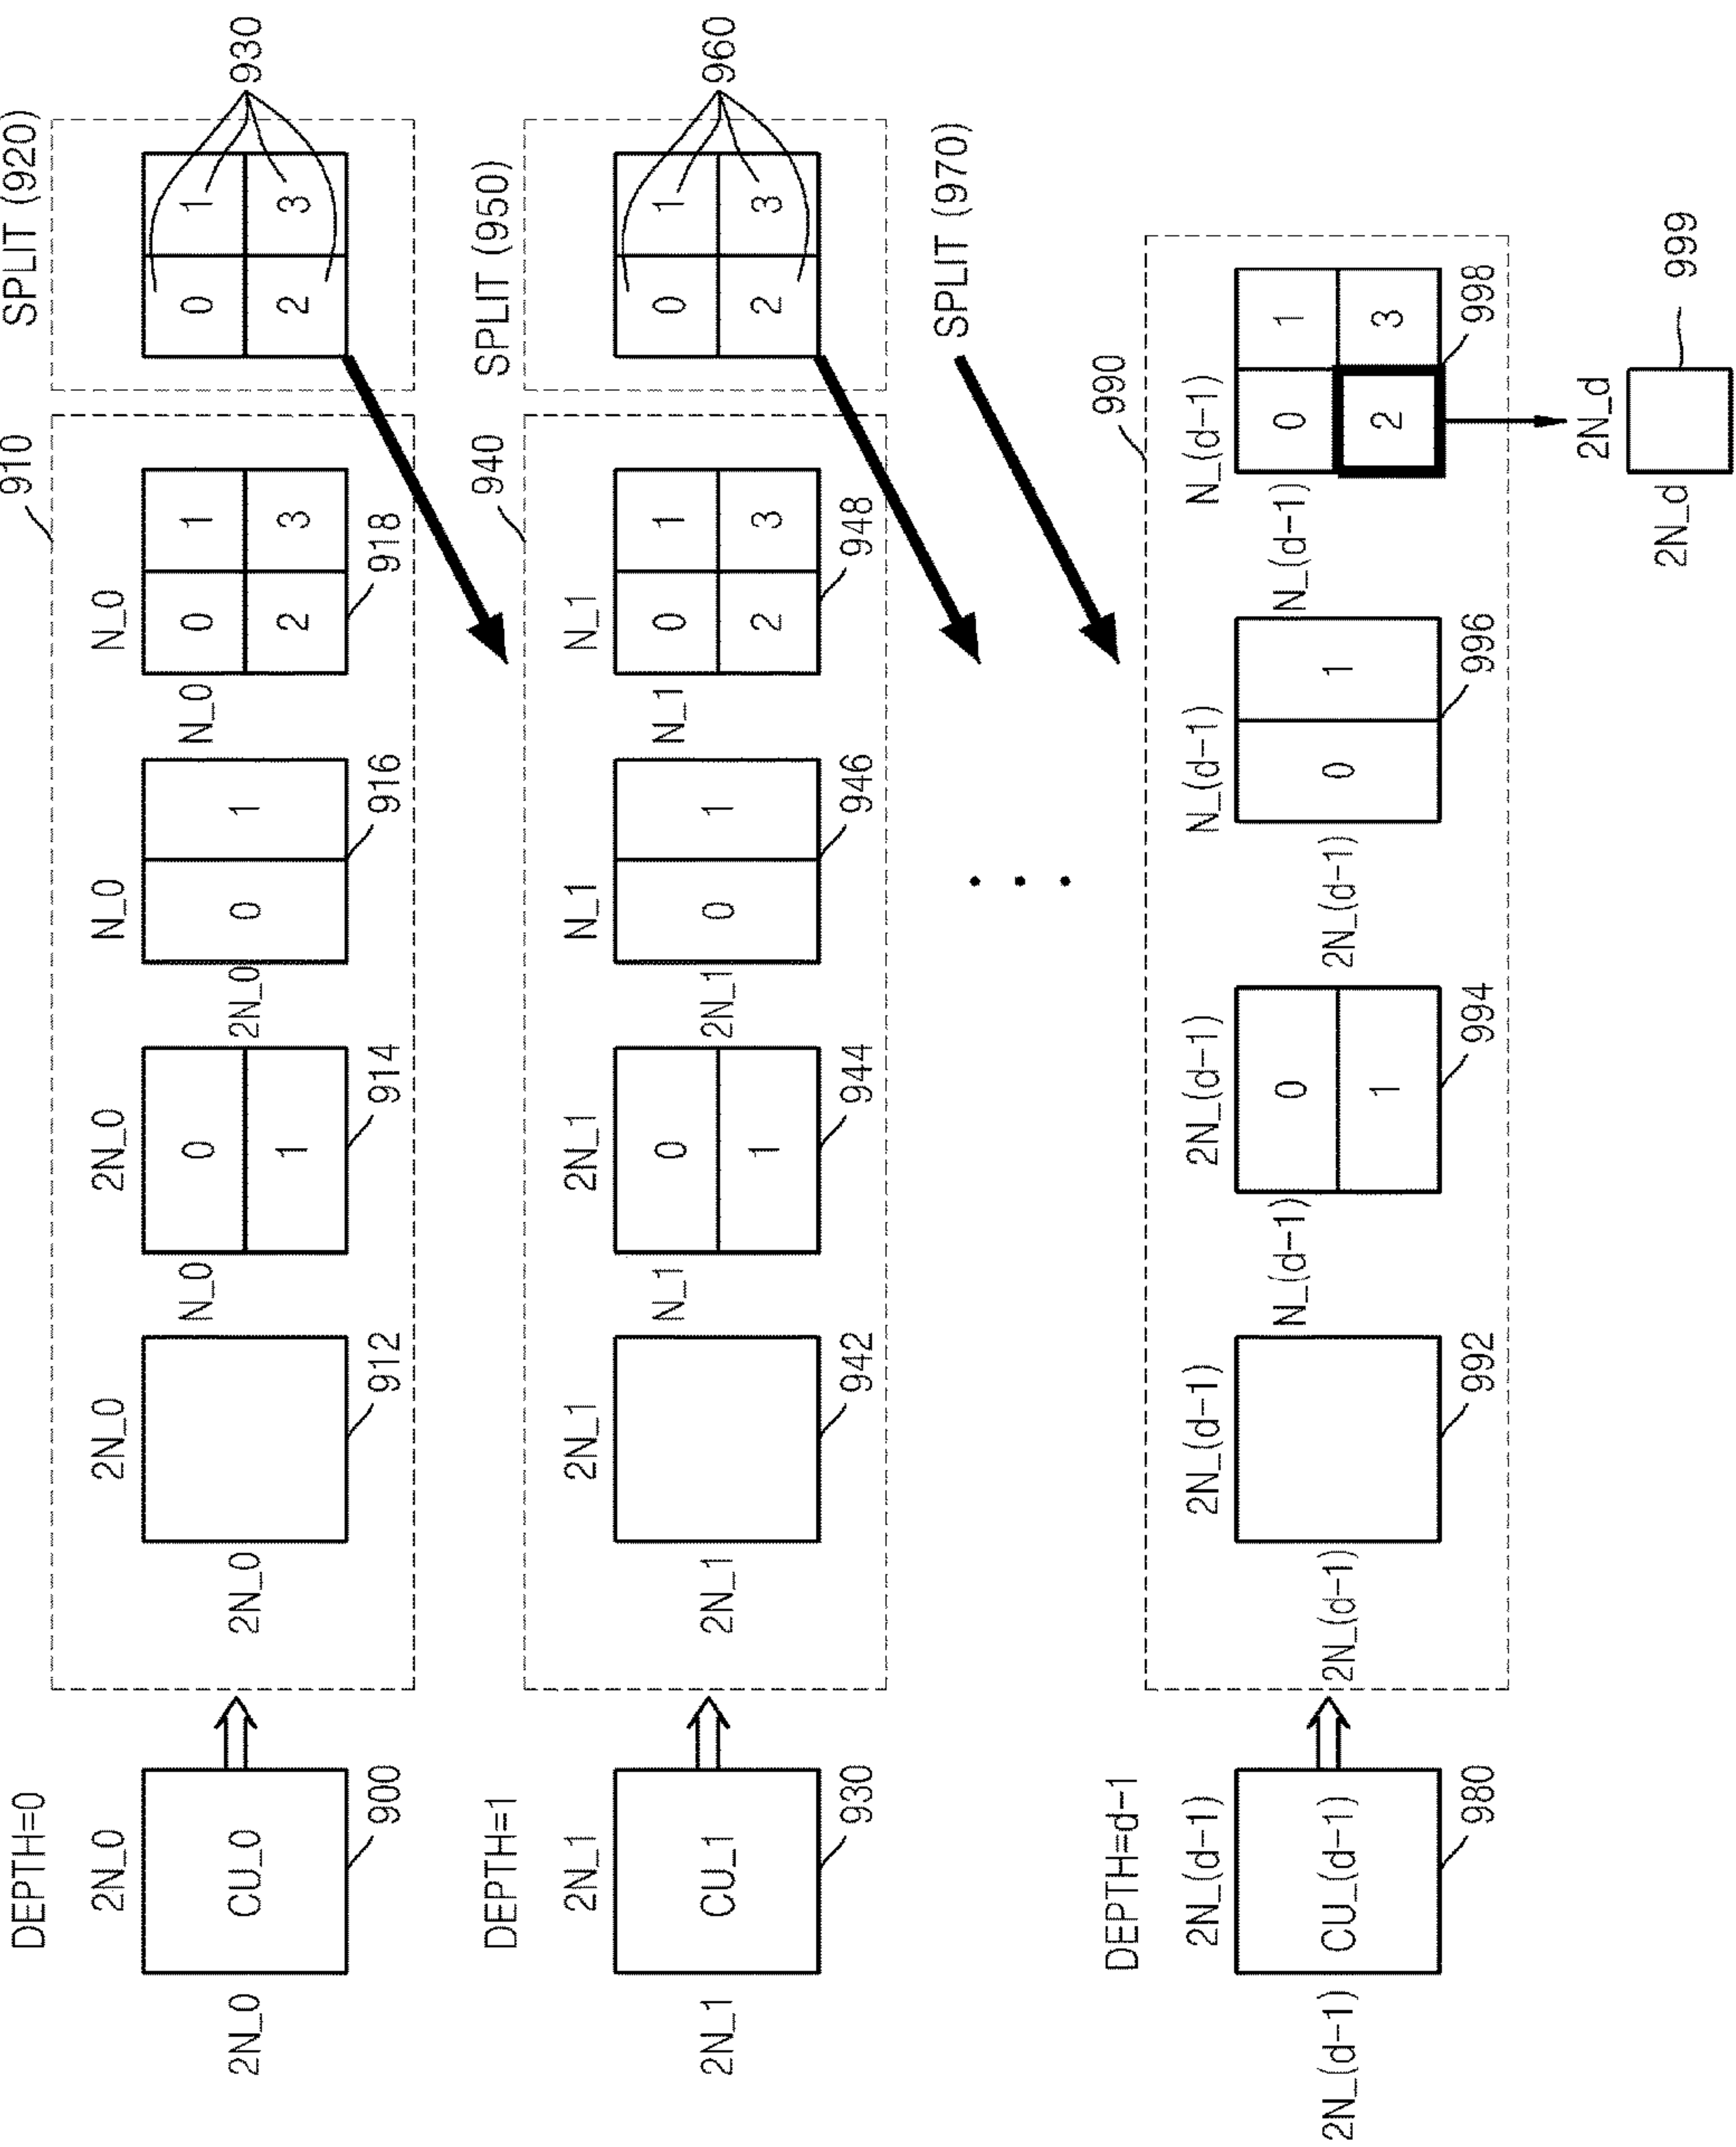 DEPTH=0 910 SPLIT (920)
2N_0 2N_0 2N_0 N_0 N_0
N_0 0 N_0 0 1 0 1
2N_0 CU_0 2N_0 2N_0 0 1 930
1 2 3 2 3
900 912 914 916 918
DEPTH=1 940 SPLIT (950)
2N_1 2N_1 2N_1 N_1 N_1
N_1 0 N_1 0 1 0 1
2N_1 CU_1 2N_1 2N_1 0 1 960
1 2 3 2 3
930 942 944 946 948
SPLIT (970)
DEPTH=d-1 990
2N_(d-1) 2N_(d-1) 2N_(d-1) N_(d-1) N_(d-1)
N_(d-1) 0 N_(d-1) 0 1
2N_(d-1) CU_(d-1) 2N_(d-1) 2N_(d-1) 0 1
1 2 3
980 992 994 996 998
2N_d
2N_d 999